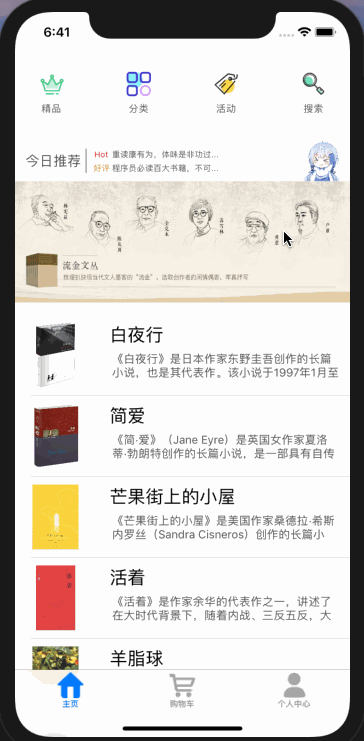 6:41
精品
分类
活动
搜索
今日推荐
Hot 重读康有为，体味是非功过...
好评 程序员必读百大书籍，不可...
流金文丛
白夜行
《白夜行》是日本作家东野圭吾创作的长篇
小说，也是其代表作。该小说于1997年1月至
简爱
《简·爱》（Jane Eyre）是英国女作家夏洛
蒂·勃朗特创作的长篇小说，是一部具有自传
芒果街上的小屋
《芒果街上的小屋》是美国作家桑德拉·希斯
内罗丝（Sandra Cisneros）创作的长篇小
活着
《活着》是作家余华的代表作之一，讲述了
在大时代背景下，随着内战、三反五反，大
羊脂球
主页
购物车
个人中心